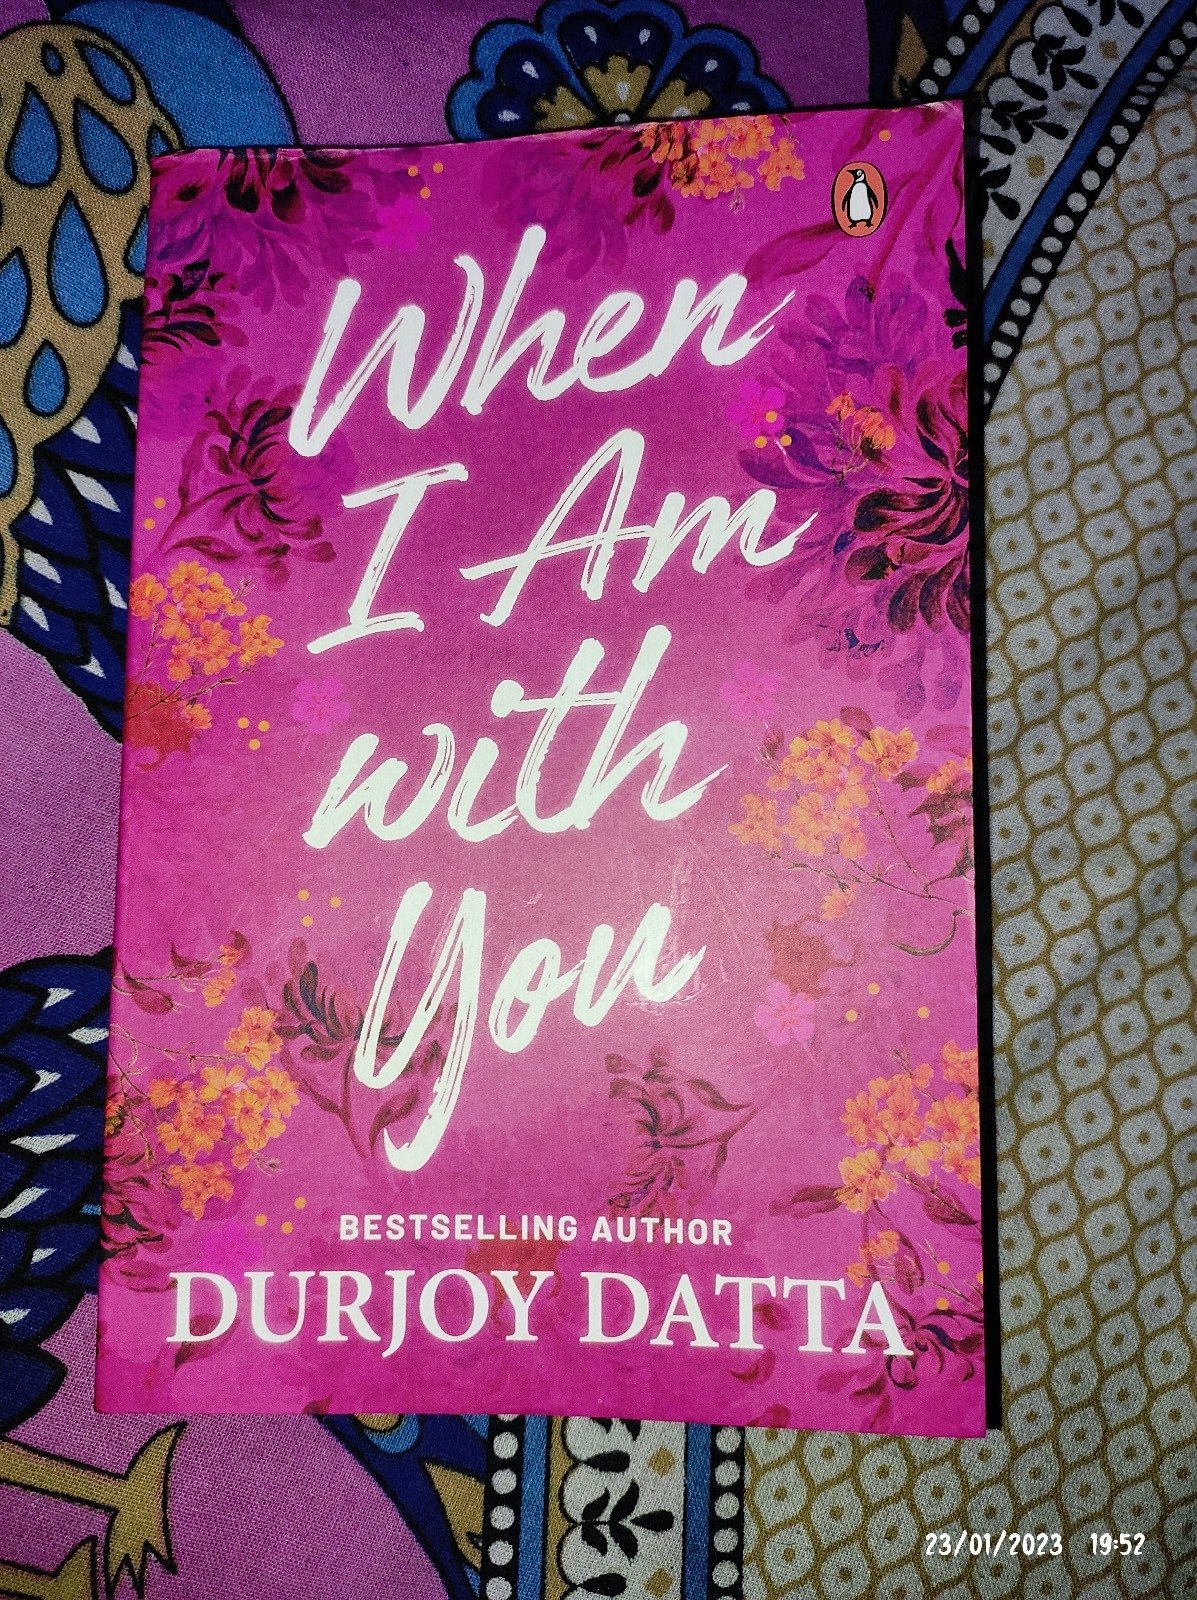 When
I Am
with
You
BESTSELLING AUTHOR
DURJOY DATTA
23/01/2023 19:52